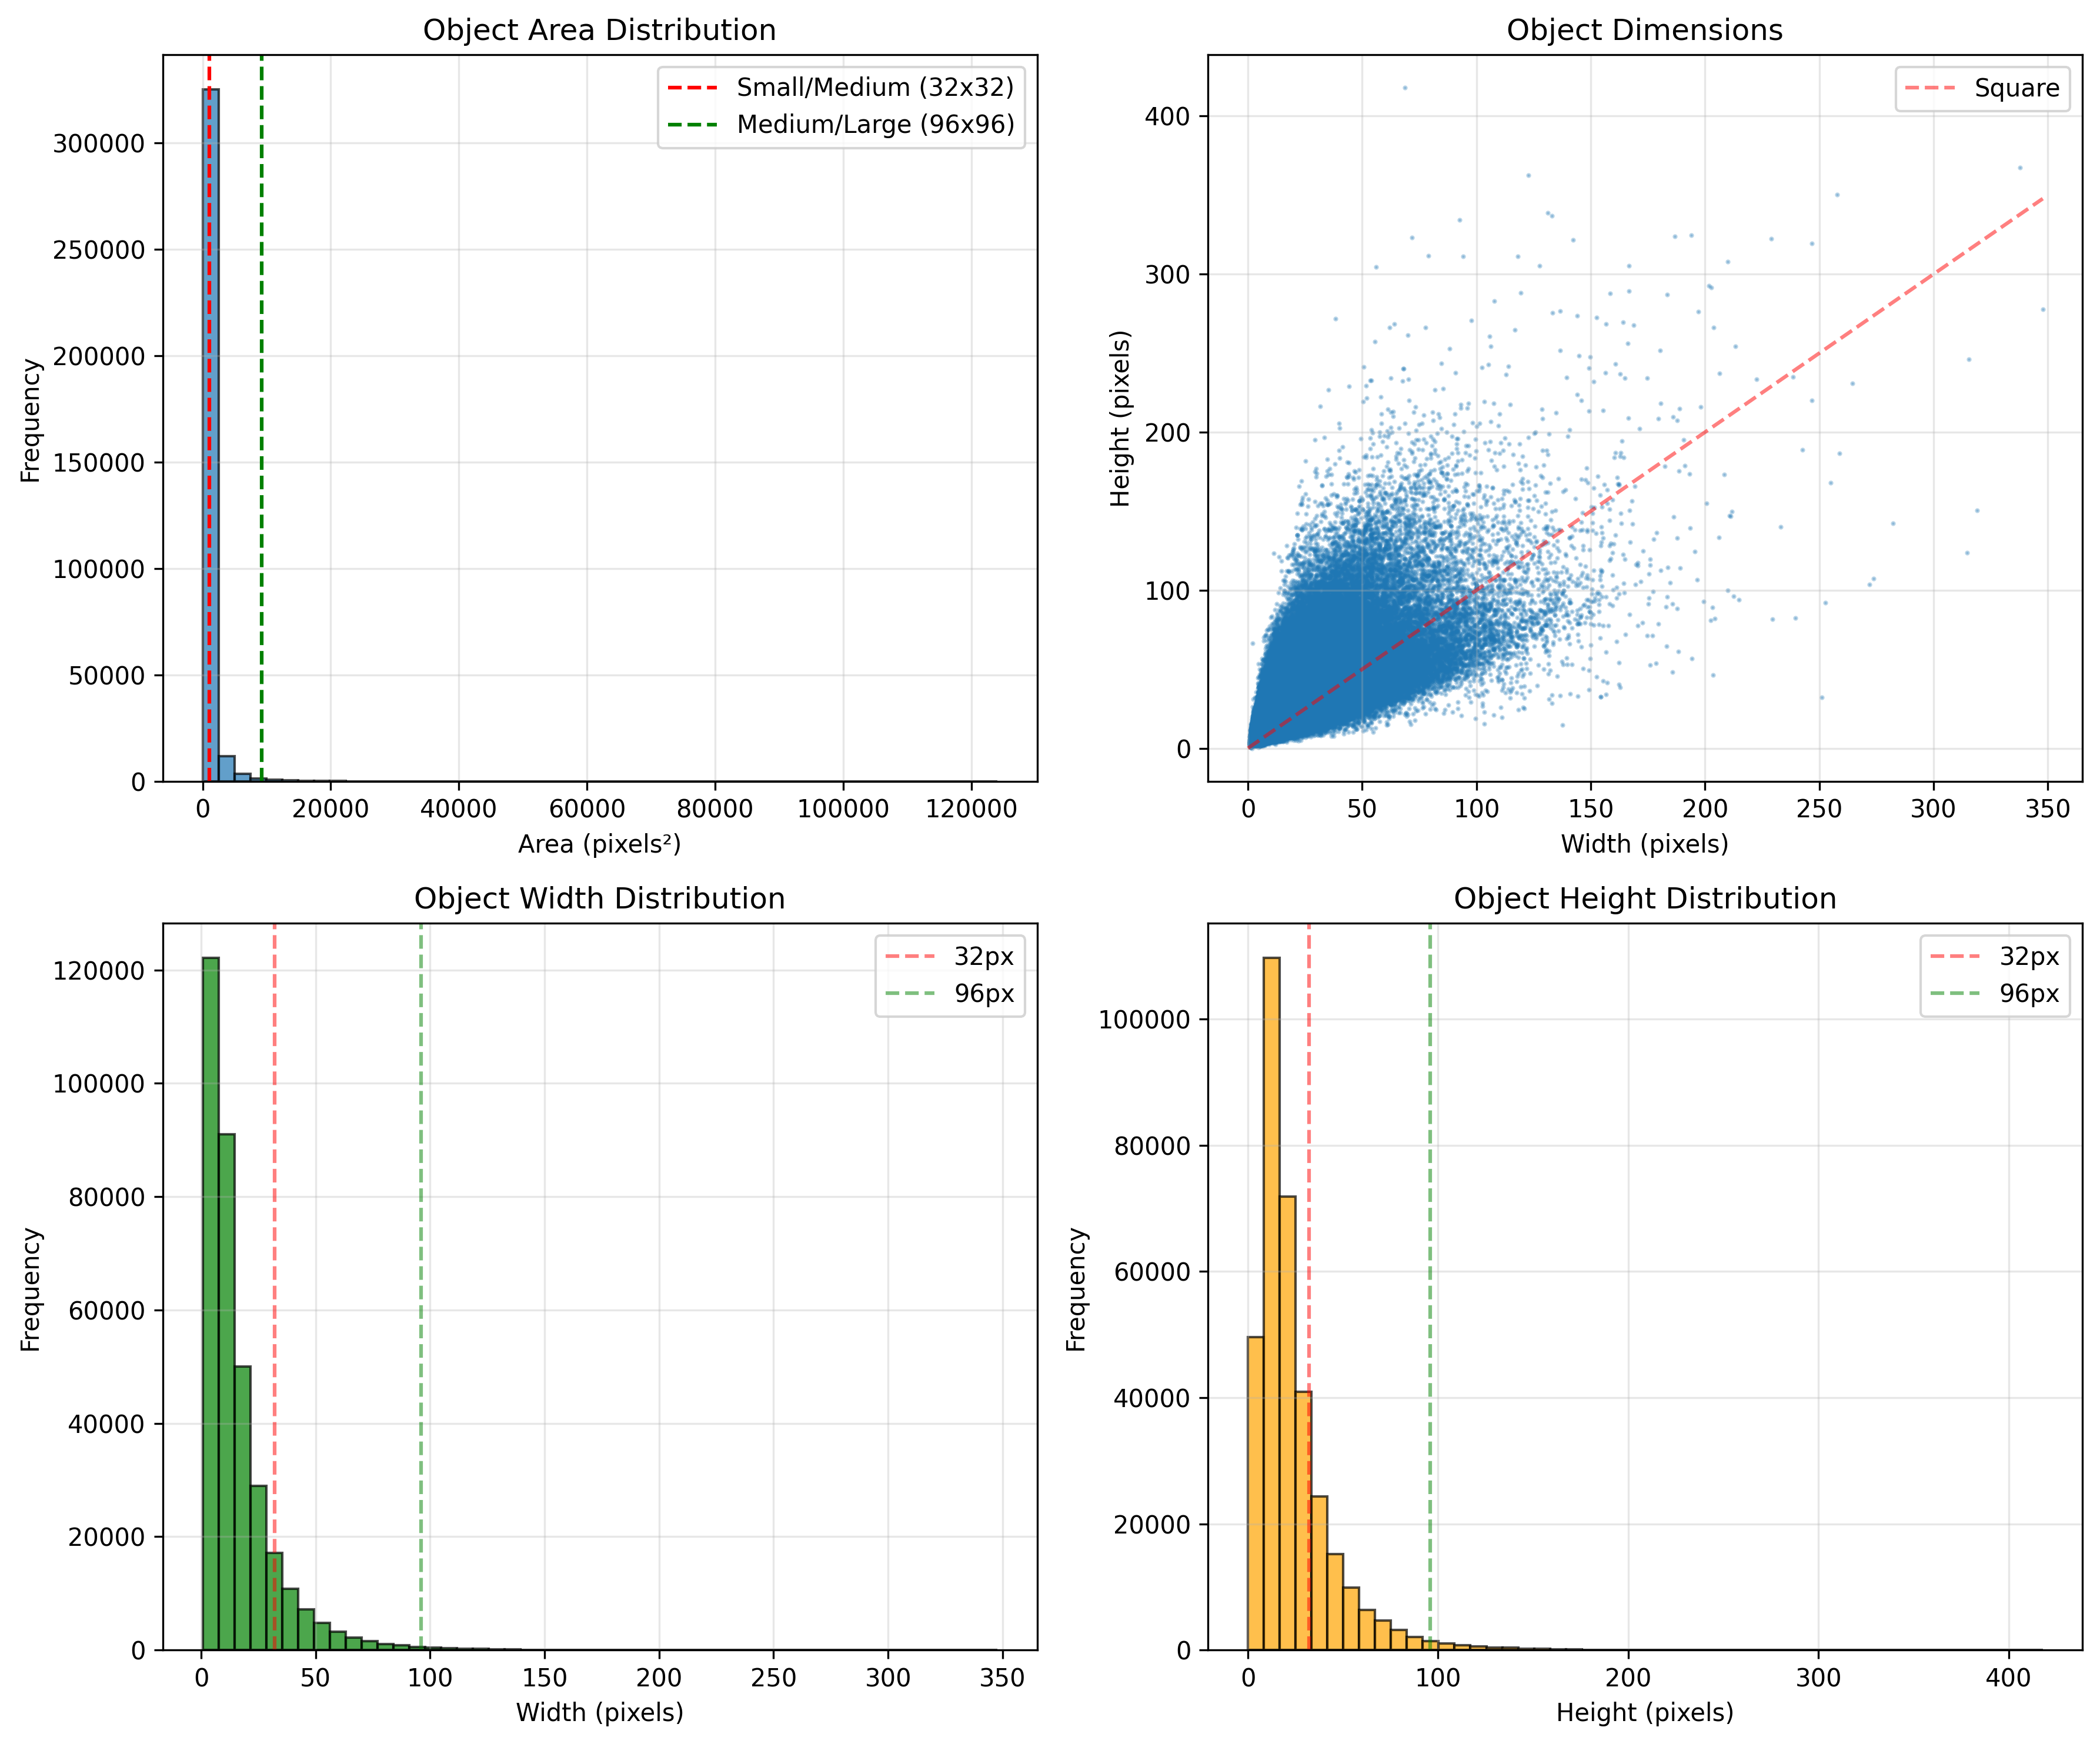 Object Area Distribution
Frequency
300000
250000
200000
150000
100000
50000
0
Small/Medium (32x32)
Medium/Large (96x96)
0 20000 40000 60000 80000 100000 120000
Area (pixels²)
Object Dimensions
Height (pixels)
400
300
200
100
0
Square
0 50 100 150 200 250 300 350
Width (pixels)
Object Width Distribution
Frequency
120000
100000
80000
60000
40000
20000
0
32px
96px
0 50 100 150 200 250 300 350
Width (pixels)
Object Height Distribution
Frequency
100000
80000
60000
40000
20000
0
32px
96px
0 100 200 300 400
Height (pixels)